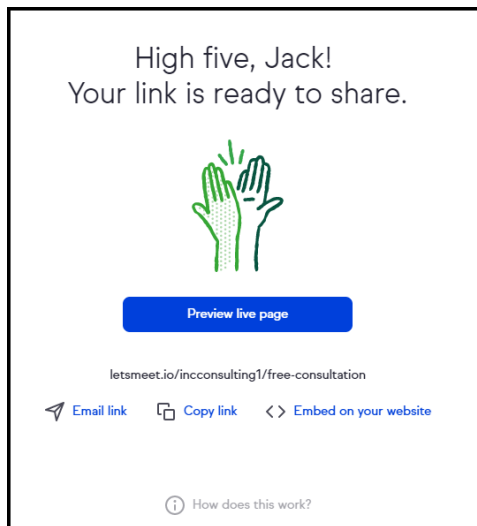 High five, Jack!
Your link is ready to share.
Preview live page
letsmeet.io/incconsulting1/free-consultation
Email link Copy link Embed on your website
How does this work?